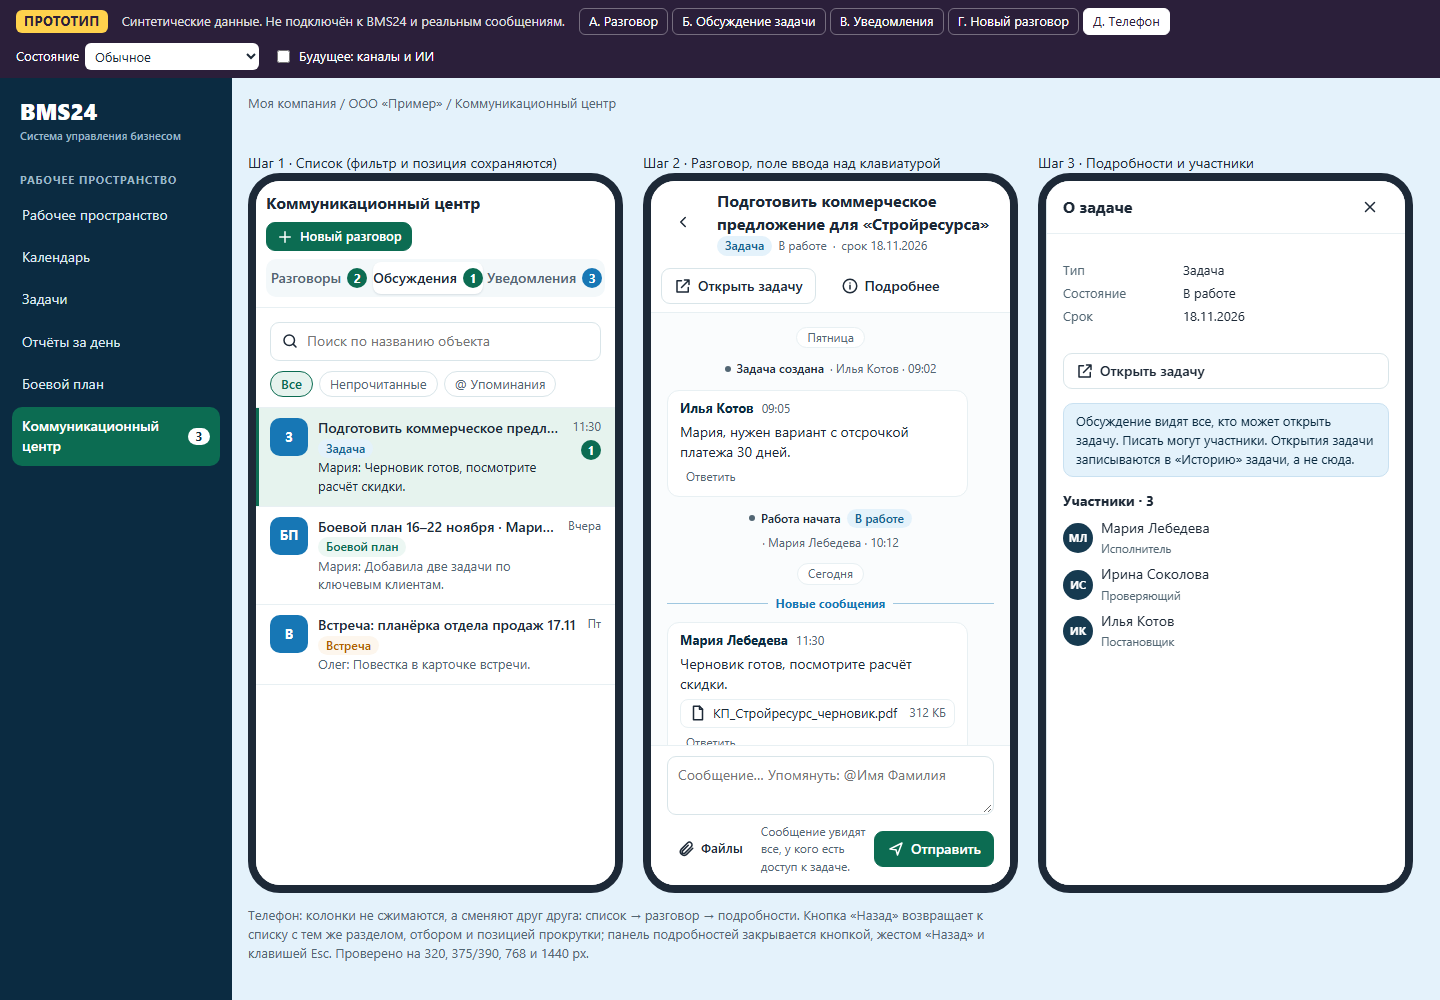 ПРОТОТИП
Синтетические данные. Не подключён к BMS24 и реальным сообщениям.
А. Разговор
Б. Обсуждение задачи
В. Уведомления
Г. Новый разговор
Д. Телефон
Состояние
Обычное
Будущее: каналы и ИИ
BMS24
Система управления бизнесом
РАБОЧЕЕ ПРОСТРАНСТВО
Рабочее пространство
Календарь
Задачи
Отчёты за день
Боевой план
Коммуникационный
центр
3
Моя компания / ООО «Пример» / Коммуникационный центр
Шаг 1 · Список (фильтр и позиция сохраняются)
Коммуникационный центр
Новый разговор
Разговоры 2
Обсуждения 1
Уведомления 3
Поиск по названию объекта
Все
Непрочитанные
@ Упоминания
З
Подготовить коммерческое предл...
11:30
Задача
1
Мария: Черновик готов, посмотрите
расчёт скидки.
БП
Боевой план 16–22 ноября · Мари...
Вчера
Боевой план
Мария: Добавила две задачи по
ключевым клиентам.
В
Встреча: планёрка отдела продаж 17.11
Пт
Встреча
Олег: Повестка в карточке встречи.
Шаг 2 · Разговор, поле ввода над клавиатурой
Подготовить коммерческое
предложение для «Стройресурса»
Задача В работе · срок 18.11.2026
Открыть задачу
Подробнее
Пятница
Задача создана · Илья Котов · 09:02
Илья Котов 09:05
Мария, нужен вариант с отсрочкой
платежа 30 дней.
Ответить
Работа начата В работе
· Мария Лебедева · 10:12
Сегодня
Новые сообщения
Мария Лебедева 11:30
Черновик готов, посмотрите расчёт
скидки.
КП_Стройресурс_черновик.pdf 312 КБ
Ответить
Сообщение... Упомянуть: @Имя Фамилия
Файлы
Сообщение увидят
все, у кого есть
доступ к задаче.
Отправить
Шаг 3 · Подробности и участники
О задаче
Тип Задача
Состояние В работе
Срок 18.11.2026
Открыть задачу
Обсуждение видят все, кто может открыть
задачу. Писать могут участники. Открытия задачи
записываются в «Историю» задачи, а не сюда.
Участники · 3
МЛ
Мария Лебедева
Исполнитель
ИС
Ирина Соколова
Проверяющий
ИК
Илья Котов
Постановщик
Телефон: колонки не сжимаются, а сменяют друг друга: список → разговор → подробности. Кнопка «Назад» возвращает к
списку с тем же разделом, отбором и позицией прокрутки; панель подробностей закрывается кнопкой, жестом «Назад» и
клавишей Esc. Проверено на 320, 375/390, 768 и 1440 px.